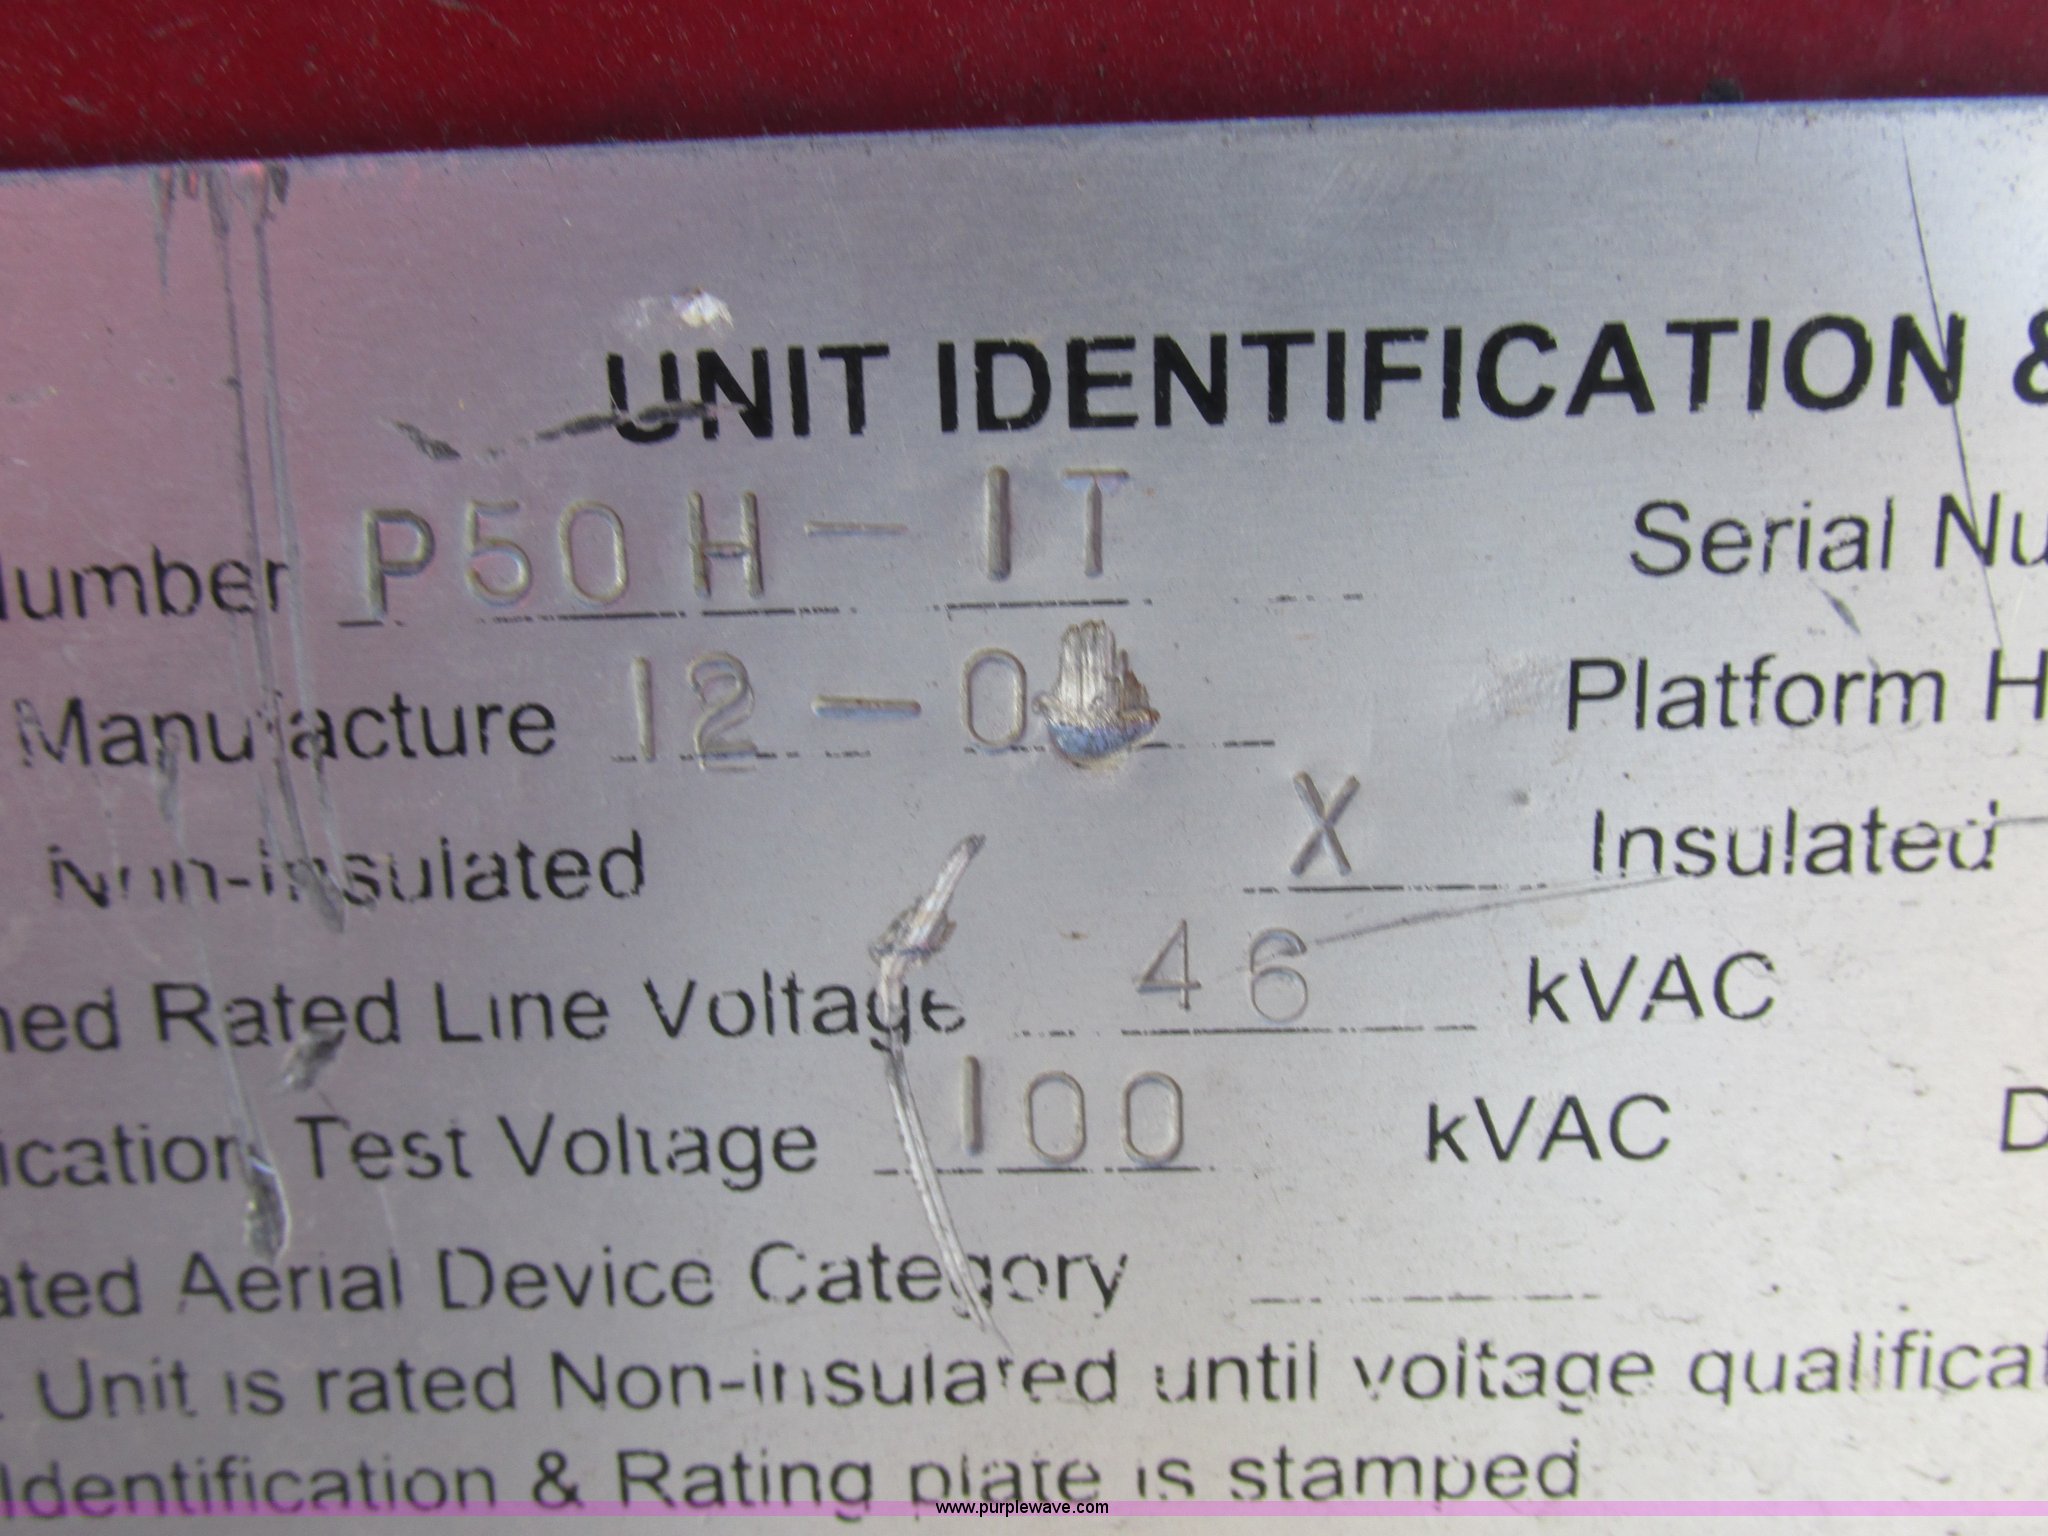 UNIT IDENTIFICATION &
umber P50H-1T Serial Nu
Manufacture 12-0 Platform H
Non-insulated X Insulated
ned Rated Line Voltage 46 kVAC
ication Test Voltage 100 kVAC D
ated Aerial Device Category
Unit is rated Non-insulated until voltage qualificat
Identification & Rating plate is stamped
www.purplewave.com